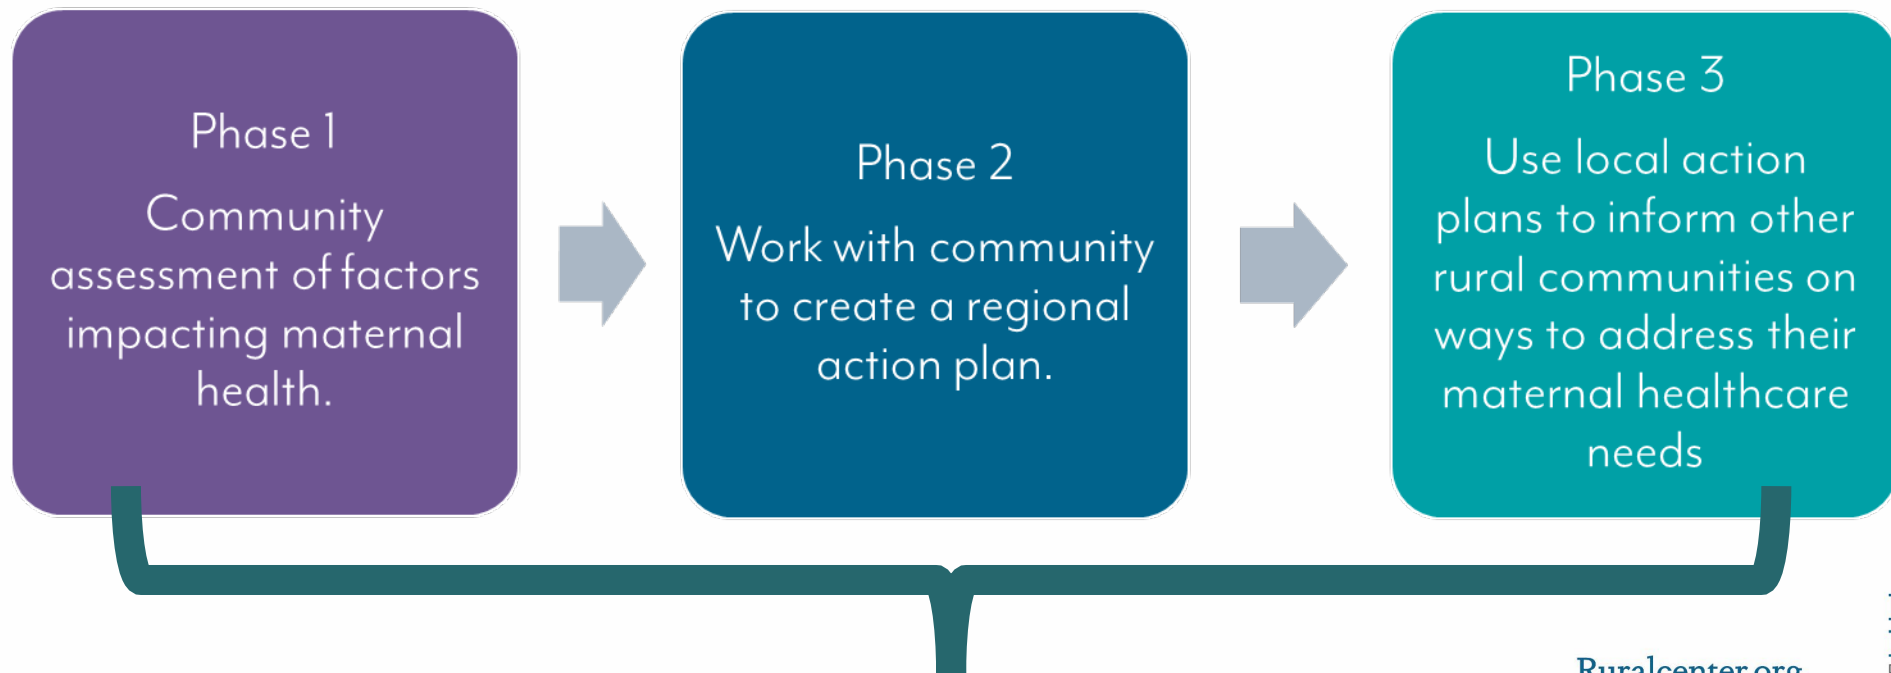 Phase 1
Community
assessment of factors
impacting maternal
health.
Phase 2
Work with community
to create a regional
action plan.
Phase 3
Use local action
plans to inform other
rural communities on
ways to address their
maternal healthcare
needs
Ruralcenter.org